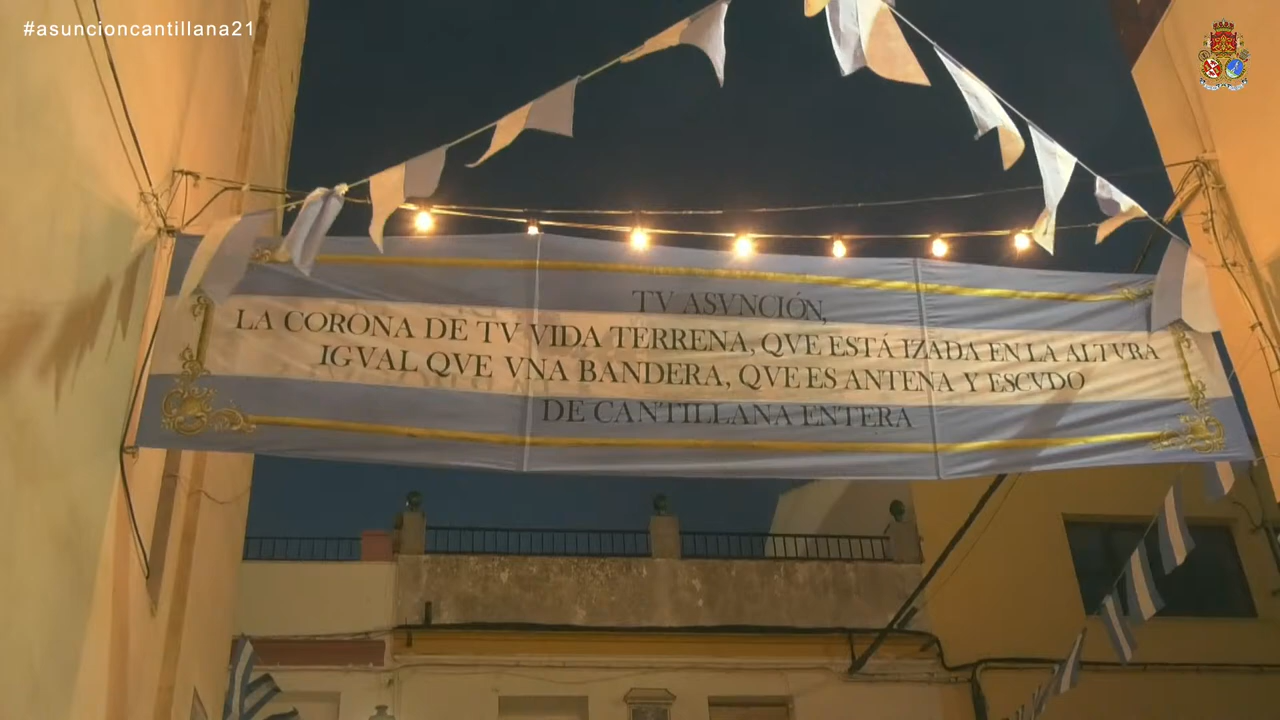 #asuncioncantillana21
TV ASVNCIÓN,
LA CORONA DE TV VIDA TERRENA, QVE ESTÁ IZADA EN LA ALTVRA
IGVAL QVE VNA BANDERA, QVE ES ANTENA Y ESCVDO
DE CANTILLANA ENTERA